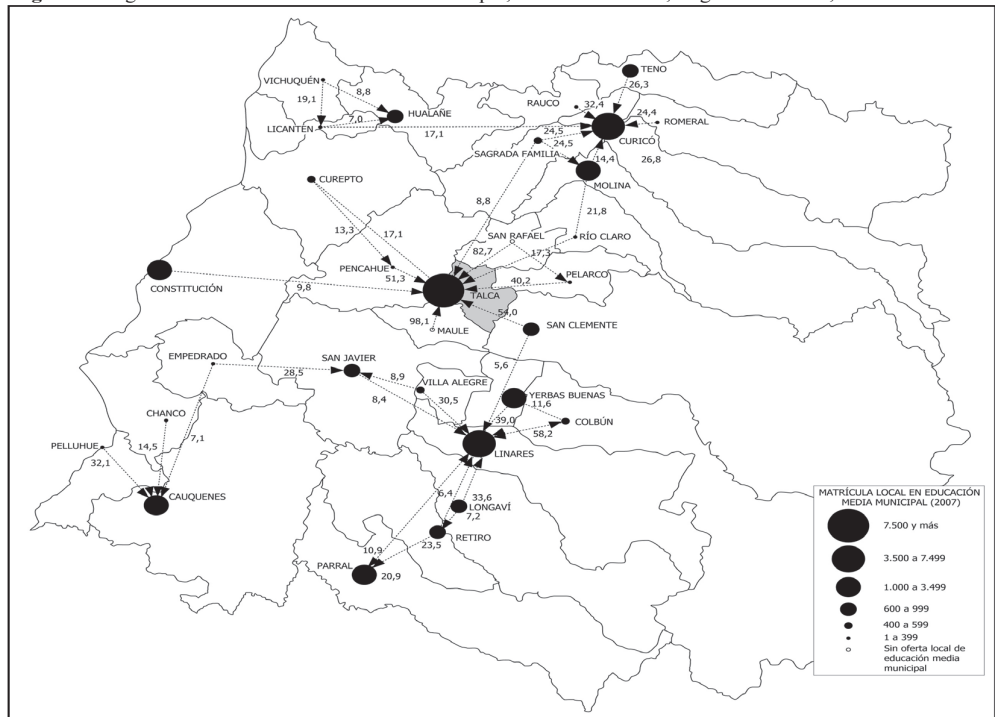 VICHUQUÉN
8,8
19,1
HUALAÑE
7,0
LICANTÉN
17,1
TENO
26,3
RAUCO
32,4
24,4
ROMERAL
CURICÓ
24,5
24,5
SAGRADA FAMILIA
26,8
14,4
MOLINA
CUREPTO
8,8
21,8
13,3
17,1
SAN RAFAEL
RÍO CLARO
82,7
17,3
PENCAHUE
51,3
PELARCO
40,2
CONSTITUCIÓN
9,8
TALCA
54,0
98,1
MAULE
SAN CLEMENTE
EMPEDRADO
SAN JAVIER
28,5
5,6
8,9
VILLA ALEGRE
8,4
30,5
YERBAS BUENAS
11,6
CHANCO
39,0
COLBÚN
58,2
7,1
PELLUHUE
14,5
32,1
LINARES
CAUQUENES
6,4
33,6
LONGAVÍ
7,2
RETIRO
23,5
10,9
PARRAL
20,9
MATRÍCULA LOCAL EN EDUCACIÓN
MEDIA MUNICIPAL (2007)
7.500 y más
3.500 a 7.499
1.000 a 3.499
600 a 999
400 a 599
1 a 399
Sin oferta local de
educación media
municipal